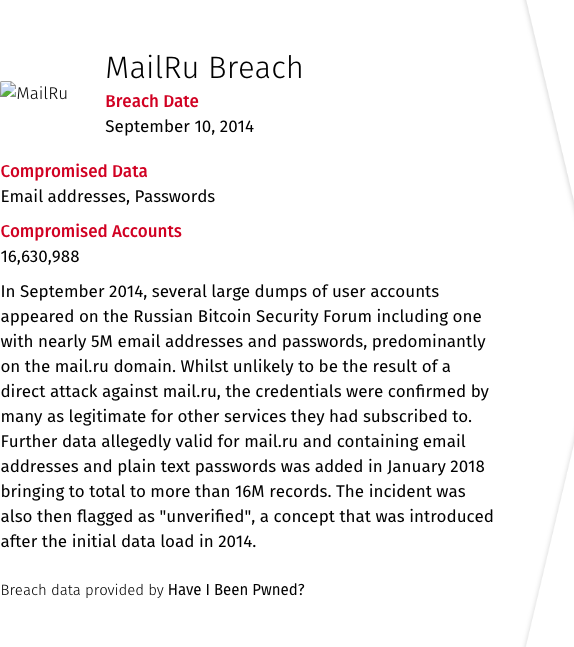 MailRu Breach
MailRu
Breach Date
September 10, 2014
Compromised Data
Email addresses, Passwords
Compromised Accounts
16,630,988
In September 2014, several large dumps of user accounts
appeared on the Russian Bitcoin Security Forum including one
with nearly 5M email addresses and passwords, predominantly
on the mail.ru domain. Whilst unlikely to be the result of a
direct attack against mail.ru, the credentials were confirmed by
many as legitimate for other services they had subscribed to.
Further data allegedly valid for mail.ru and containing email
addresses and plain text passwords was added in January 2018
bringing to total to more than 16M records. The incident was
also then flagged as "unverified", a concept that was introduced
after the initial data load in 2014.
Breach data provided by Have I Been Pwned?